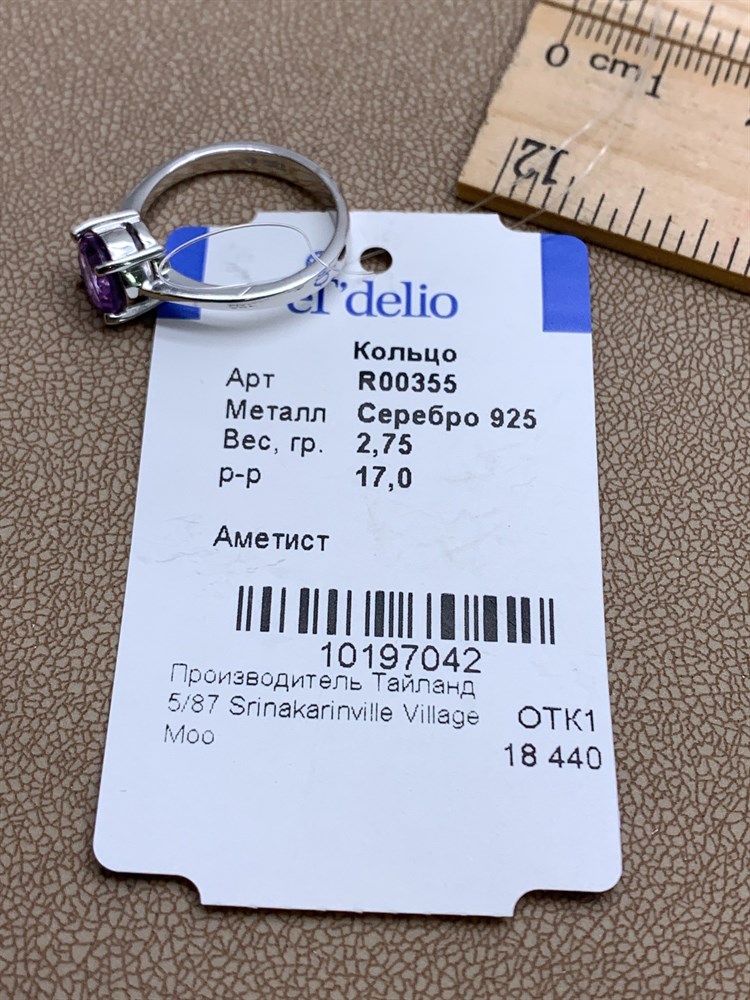 0 cm 1
12
el'delio
Кольцо
Арт R00355
Металл Серебро 925
Вес, гр. 2,75
р-р 17,0
Аметист
10197042
Производитель Тайланд
5/87 Srinakarinville Village
Moo
ОТК1
18 440